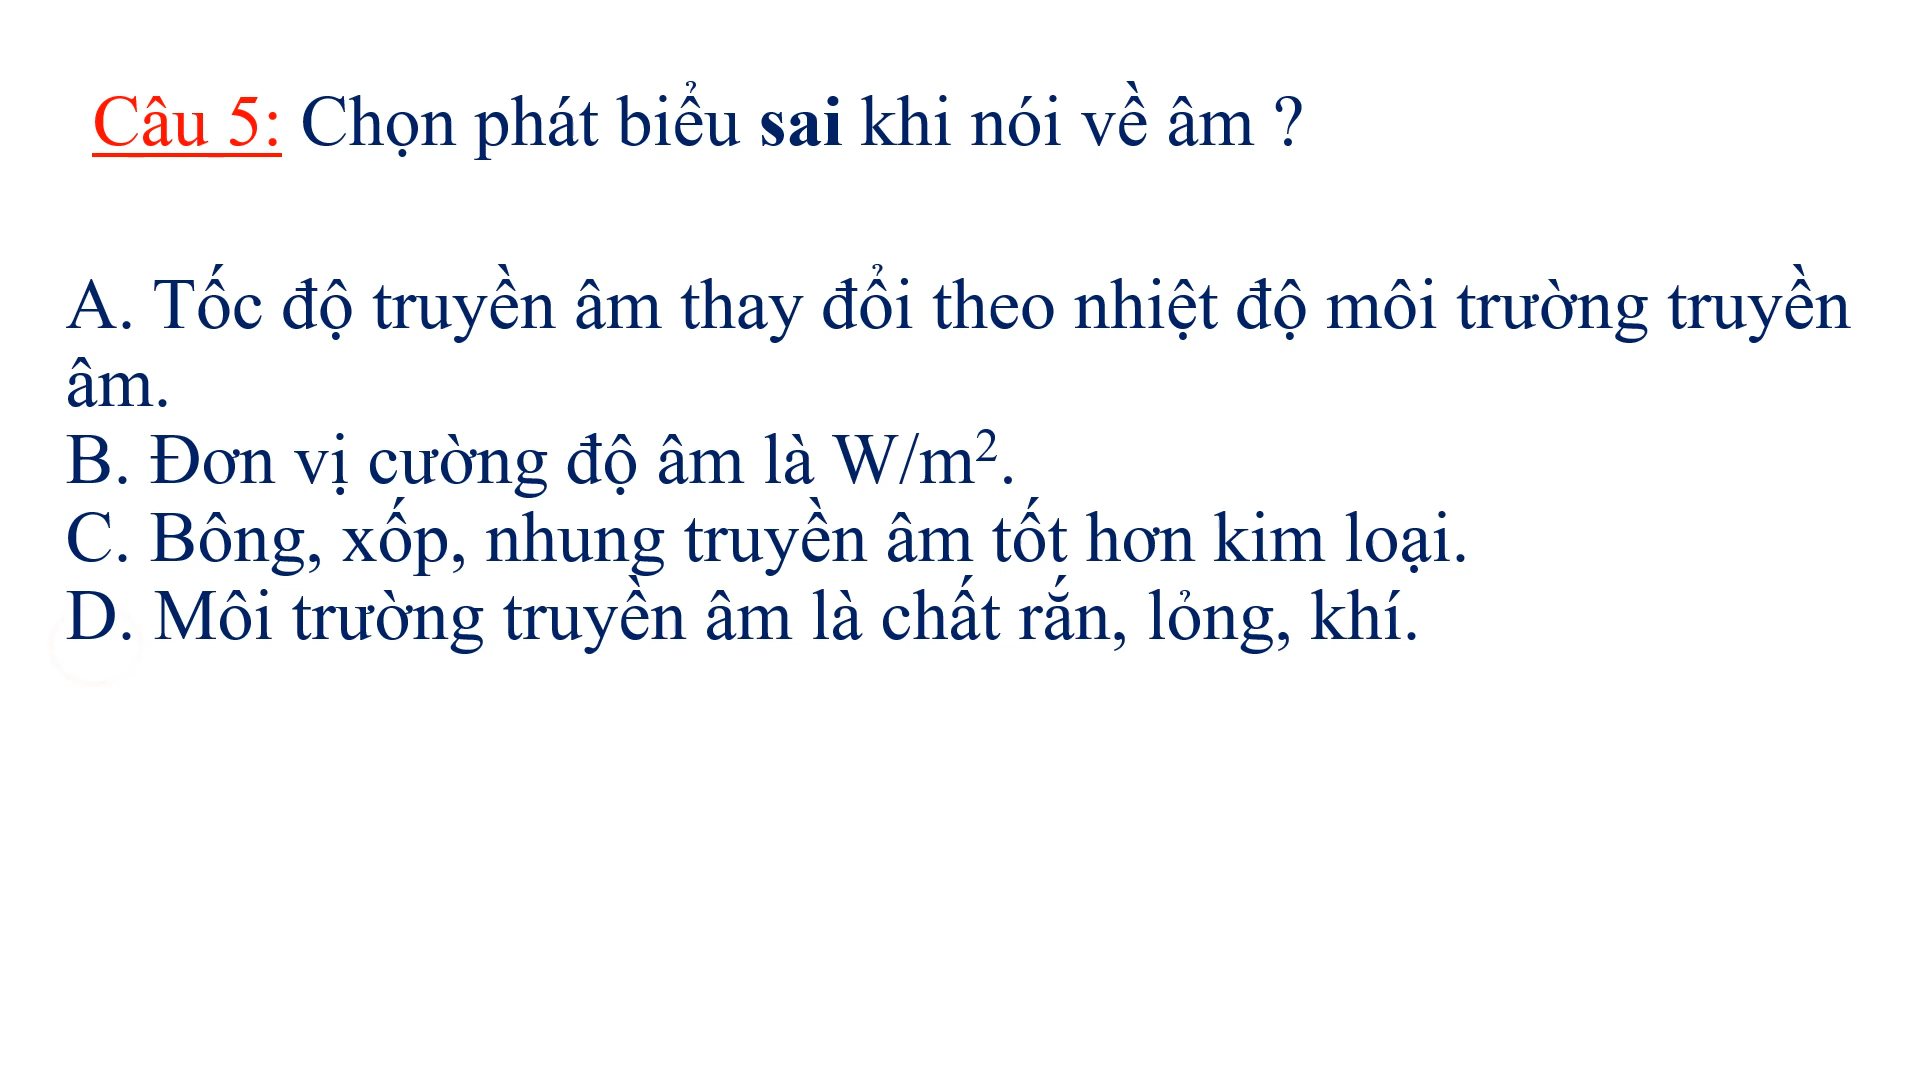 Câu 5: Chọn phát biểu sai khi nói về âm ?
A. Tốc độ truyền âm thay đổi theo nhiệt độ môi trường truyền
âm.
B. Đơn vị cường độ âm là W/m².
C. Bông, xốp, nhung truyền âm tốt hơn kim loại.
D. Môi trường truyền âm là chất rắn, lỏng, khí.